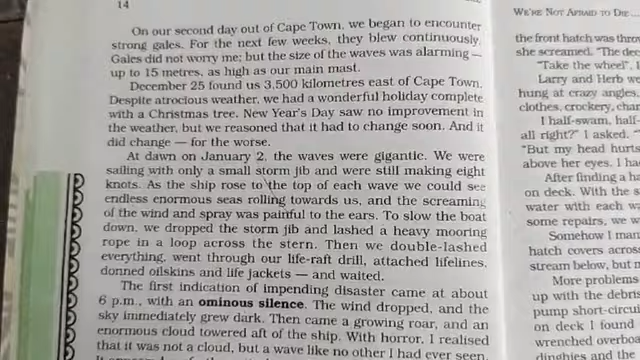 14
On our second day out of Cape Town, we began to encounter
strong gales. For the next few weeks, they blew continuously.
Gales did not worry me; but the size of the waves was alarming —
up to 15 metres, as high as our main mast.
December 25 found us 3,500 kilometres east of Cape Town.
Despite atrocious weather, we had a wonderful holiday complete
with a Christmas tree. New Year's Day saw no improvement in
the weather, but we reasoned that it had to change soon. And it
did change — for the worse.
At dawn on January 2, the waves were gigantic. We were
sailing with only a small storm jib and were still making eight
knots. As the ship rose to the top of each wave we could see
endless enormous seas rolling towards us, and the screaming
of the wind and spray was painful to the ears. To slow the boat
down, we dropped the storm jib and lashed a heavy mooring
rope in a loop across the stern. Then we double-lashed
everything, went through our life-raft drill, attached lifelines,
donned oilskins and life jackets — and waited.
The first indication of impending disaster came at about
6 p.m., with an ominous silence. The wind dropped, and the
sky immediately grew dark. Then came a growing roar, and an
enormous cloud towered aft of the ship. With horror, I realised
that it was not a cloud, but a wave like no other I had ever seen.
WE'RE NOT AFRAID TO DIE...
the front hatch was
she screamed. "The
"Take the wheel",
Larry and Herb
hung at crazy angles,
clothes, crockery,
I half-swam, half
all right?" I asked.
"But my head hurts
above her eyes. I
After finding a
on deck. With the
water with each
some repairs, we
Somehow I
hatch covers across
stream below, but
More problems
up with the debris
pump short-circuit
on deck I found
wrenched
dinghies and the